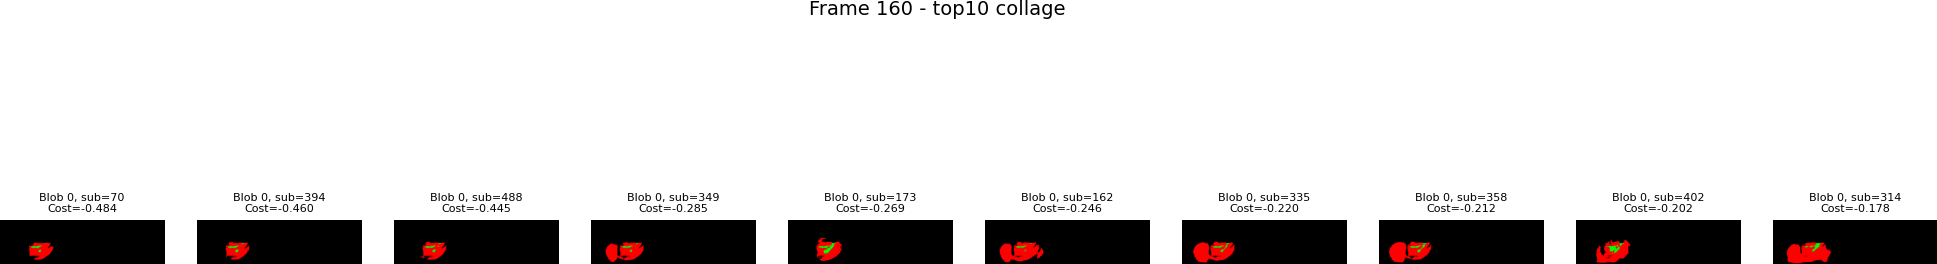 Frame 160 - top10 collage
Blob 0, sub=70
Cost=-0.484
Blob 0, sub=394
Cost=-0.460
Blob 0, sub=488
Cost=-0.445
Blob 0, sub=349
Cost=-0.285
Blob 0, sub=173
Cost=-0.269
Blob 0, sub=162
Cost=-0.246
Blob 0, sub=335
Cost=-0.220
Blob 0, sub=358
Cost=-0.212
Blob 0, sub=402
Cost=-0.202
Blob 0, sub=314
Cost=-0.178